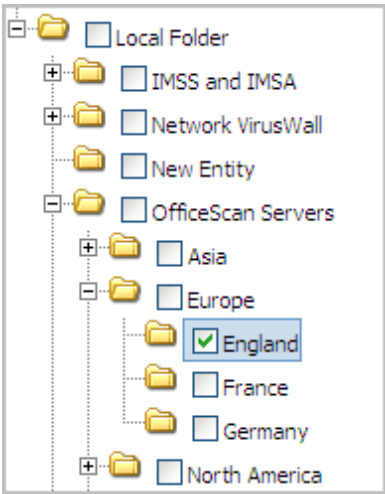 Local Folder
IMSS and IMSA
Network VirusWall
New Entity
OfficeScan Servers
Asia
Europe
England
France
Germany
North America